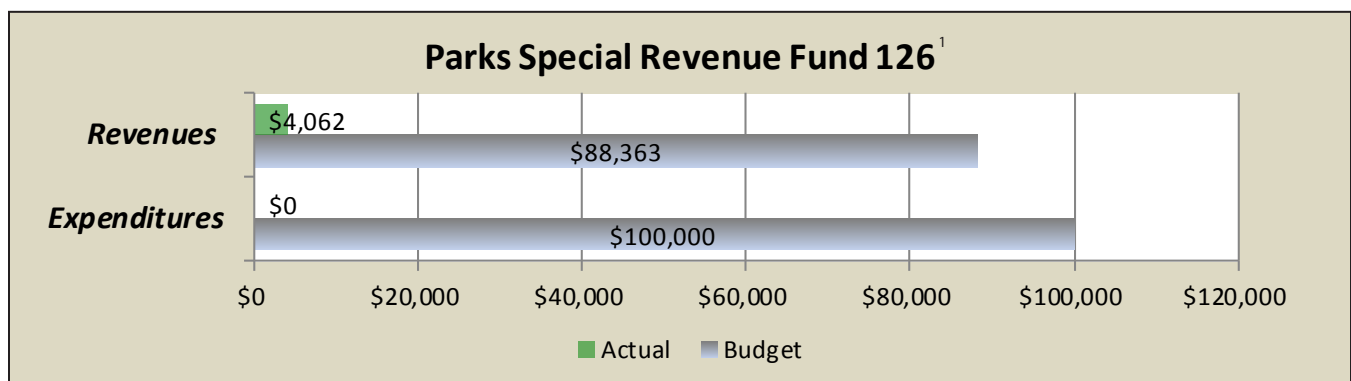 Parks Special Revenue Fund 126¹
Revenues
$4,062
$88,363
Expenditures
$0
$100,000
$0 $20,000 $40,000 $60,000 $80,000 $100,000 $120,000
Actual Budget